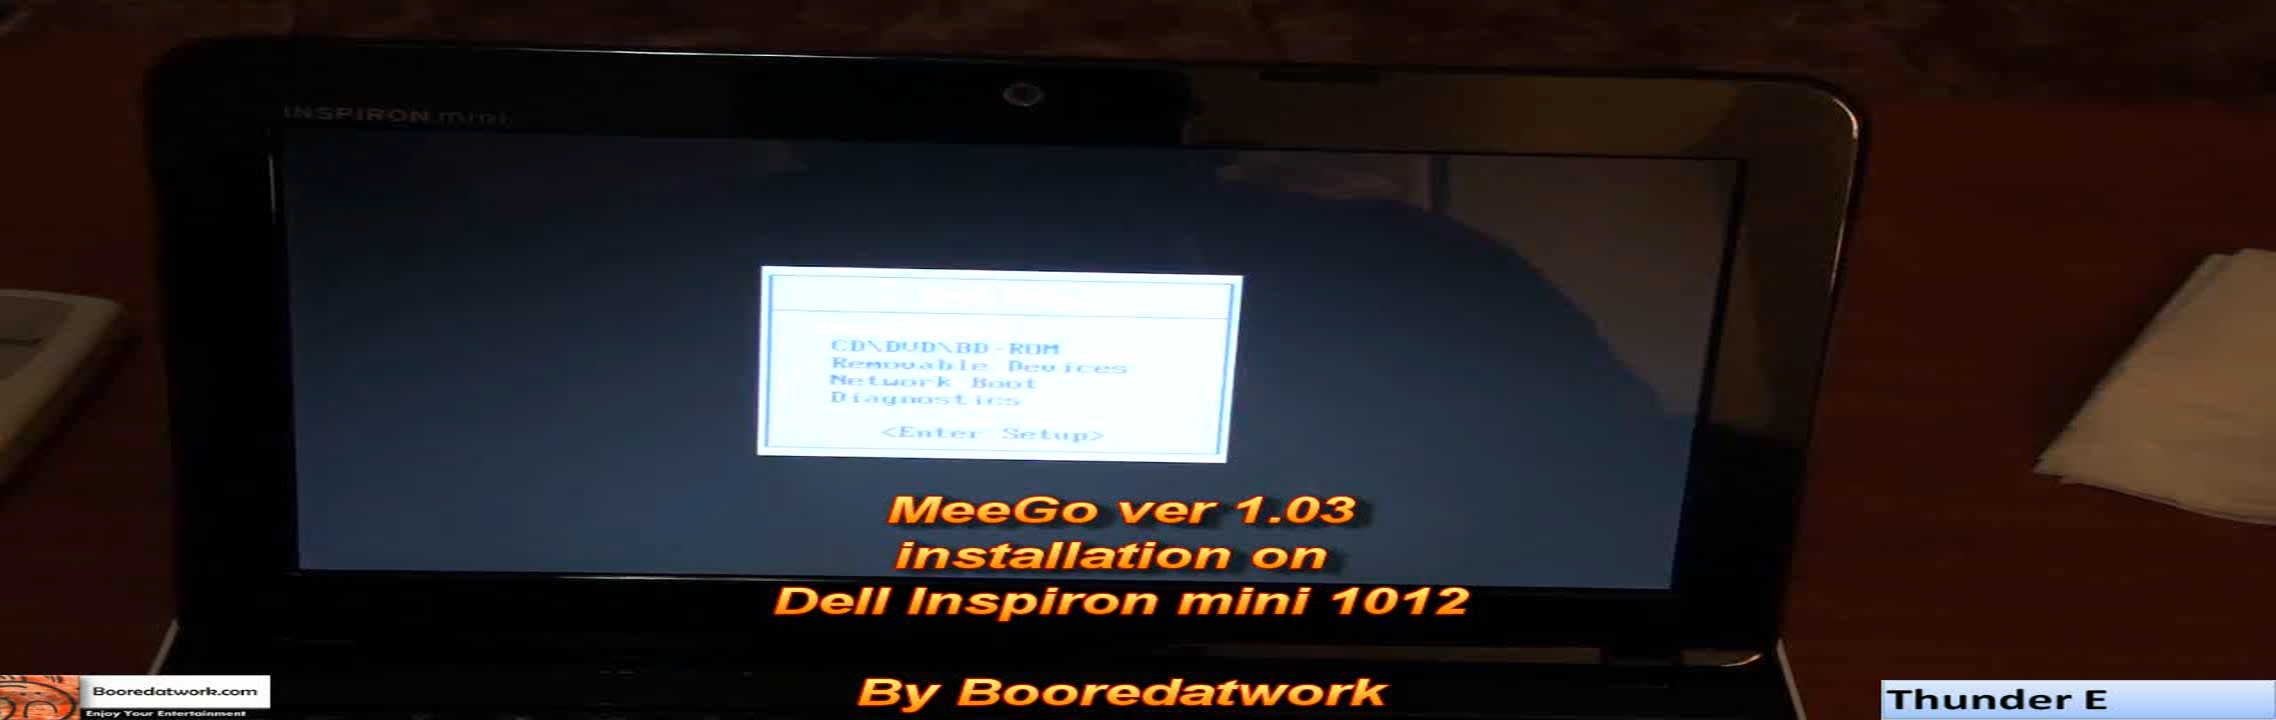 INSPIRON mini
CD\DVD\BD-ROM
Removable Devices
Network Boot
Diagnostics
<Enter Setup>
MeeGo ver 1.03
installation on
Dell Inspiron mini 1012
By Booredatwork
Booredatwork.com
Enjoy Your Entertainment
Thunder E